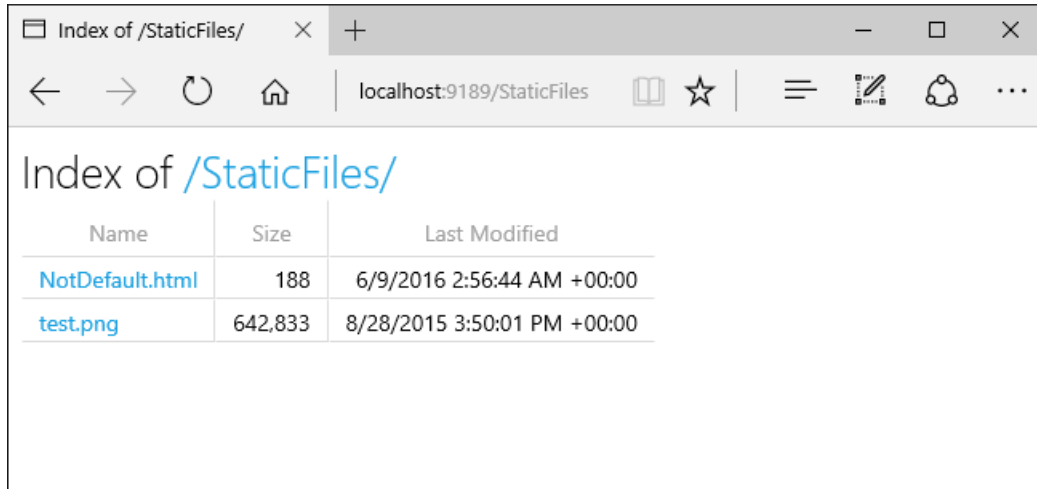 Index of /StaticFiles/
localhost:9189/StaticFiles
Index of /StaticFiles/
Name Size Last Modified
NotDefault.html 188 6/9/2016 2:56:44 AM +00:00
test.png 642,833 8/28/2015 3:50:01 PM +00:00